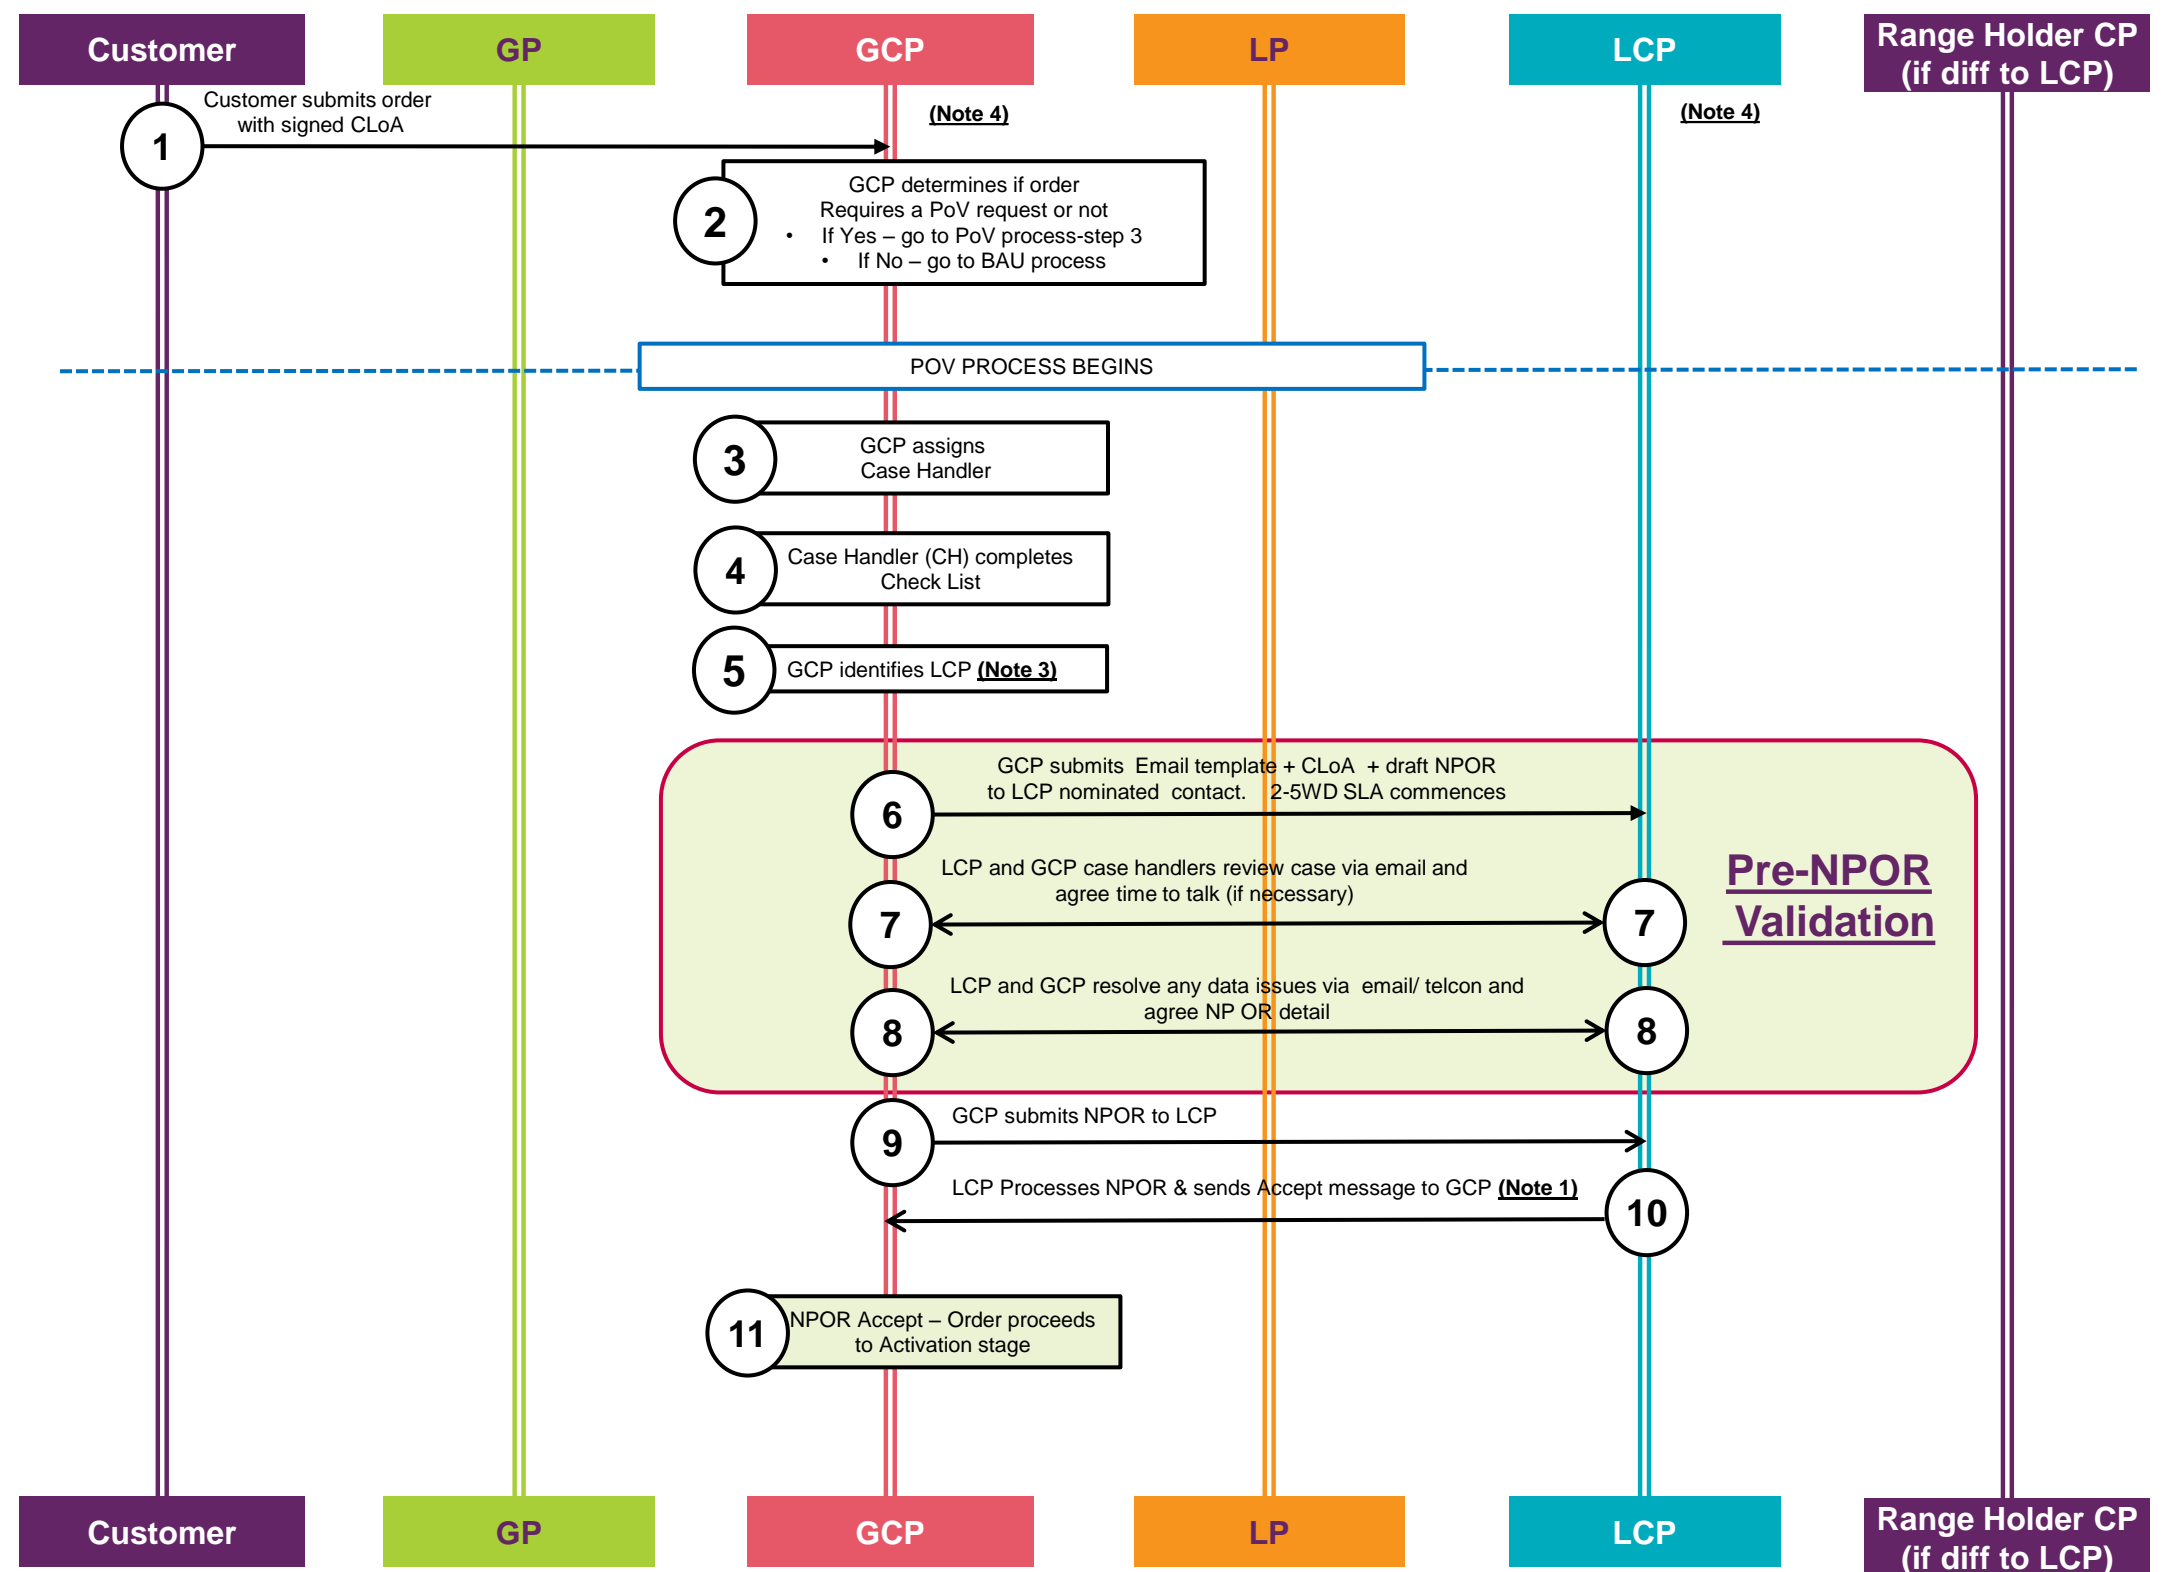 Customer
GP
GCP
LP
LCP
Range Holder CP
(if diff to LCP)
Customer submits order
with signed CLoA
(Note 4)
(Note 4)
1
2
GCP determines if order
Requires a PoV request or not
• If Yes – go to PoV process-step 3
• If No – go to BAU process
POV PROCESS BEGINS
3
GCP assigns
Case Handler
4
Case Handler (CH) completes
Check List
5
GCP identifies LCP (Note 3)
GCP submits Email template + CLoA + draft NPOR
to LCP nominated contact. 2-5WD SLA commences
6
LCP and GCP case handlers review case via email and
agree time to talk (if necessary)
7
7
Pre-NPOR
Validation
LCP and GCP resolve any data issues via email/ telcon and
agree NP OR detail
8
8
GCP submits NPOR to LCP
9
LCP Processes NPOR & sends Accept message to GCP (Note 1)
10
11
NPOR Accept – Order proceeds
to Activation stage
Customer
GP
GCP
LP
LCP
Range Holder CP
(if diff to LCP)